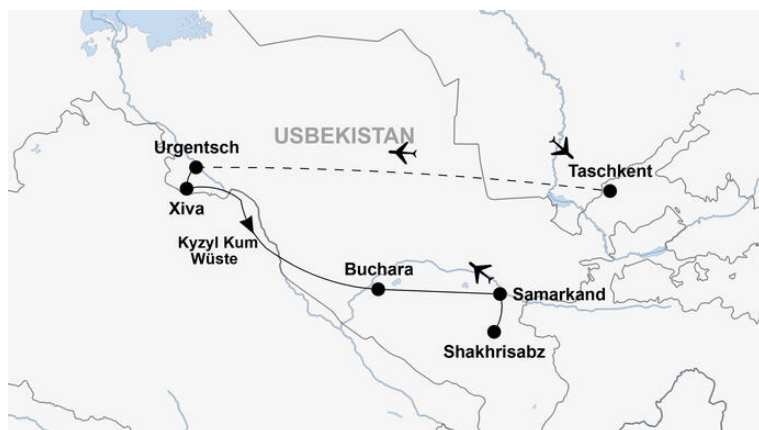 USBEKISTAN
Urgentsch
Taschkent
Xiva
Kyzyl Kum
Wüste
Buchara
Samarkand
Shakhrisabz